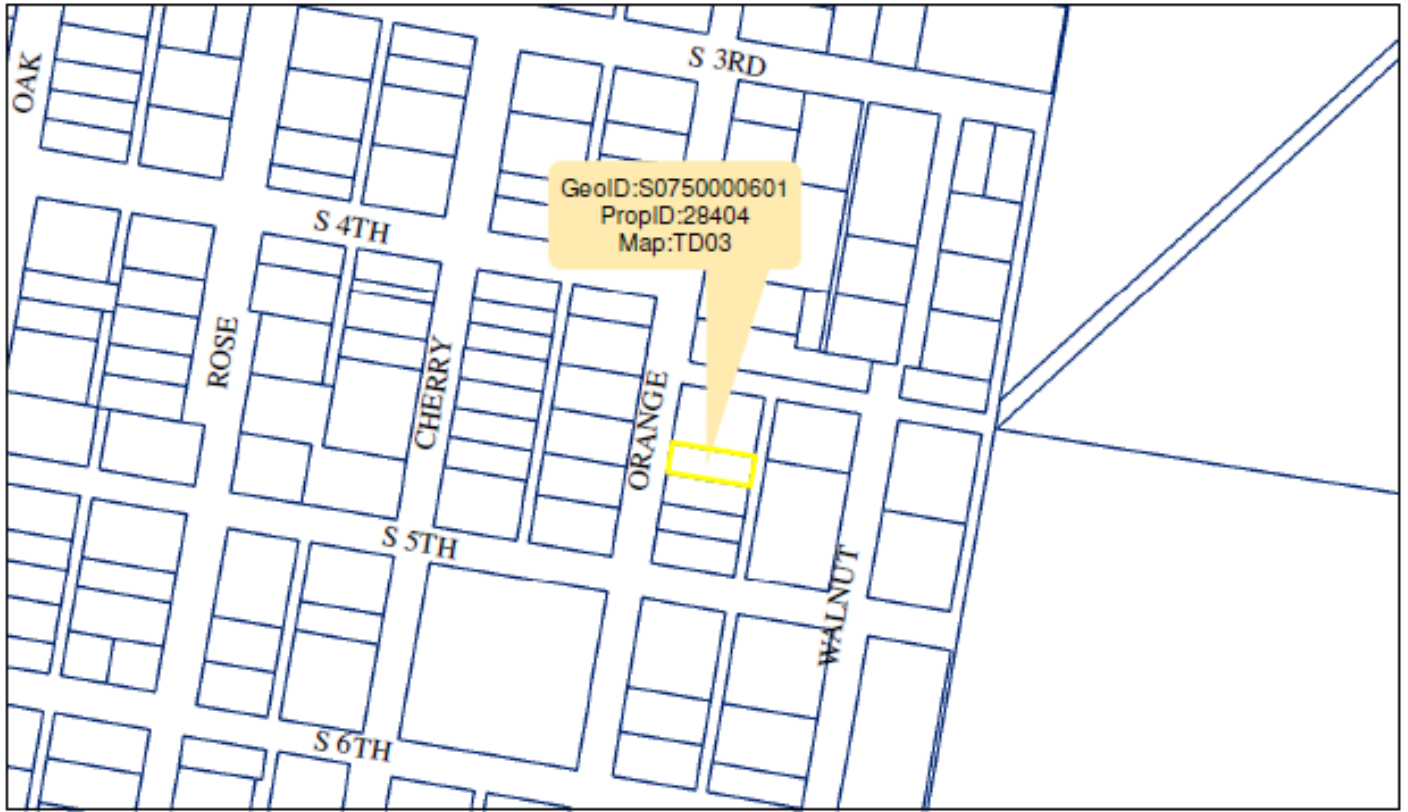 S 3RD
OAK
GeoID:S0750000601
PropID:28404
Map:TD03
S 4TH
ROSE
CHERRY
ORANGE
S 5TH
WALNUT
S 6TH